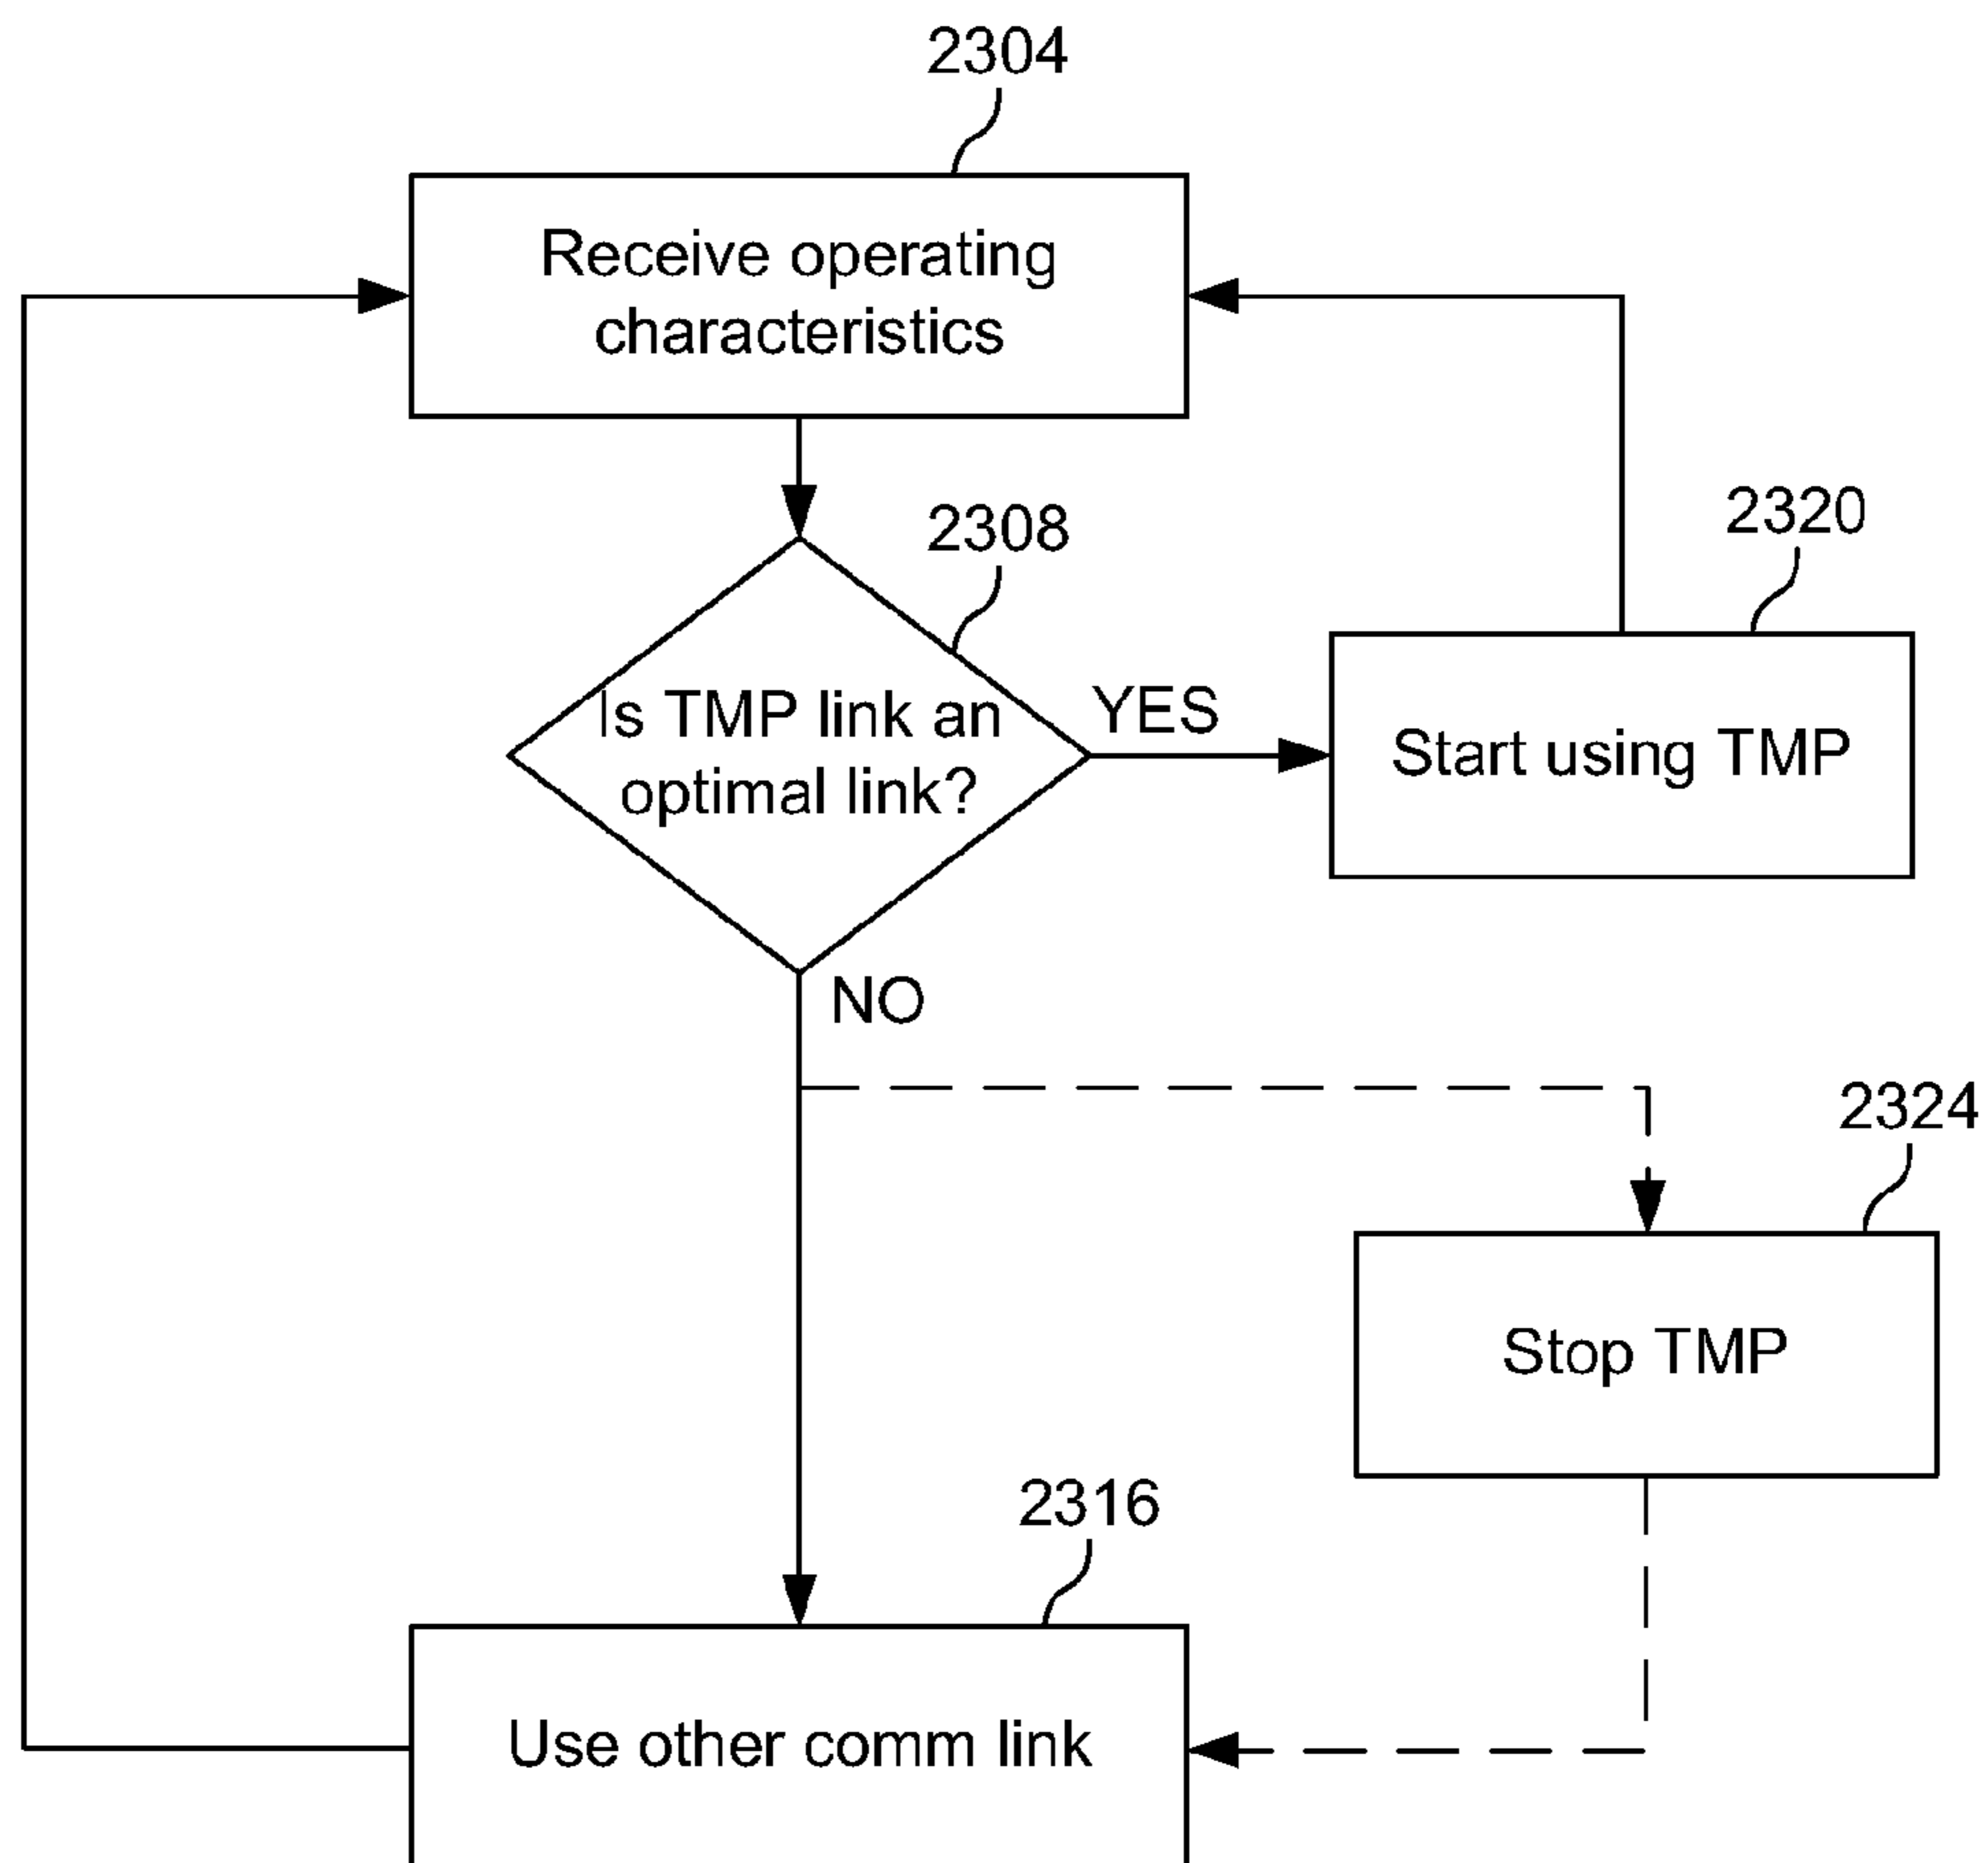 2304
Receive operating
characteristics
2308
2320
Is TMP link an
optimal link?
YES
Start using TMP
NO
2324
Stop TMP
2316
Use other comm link